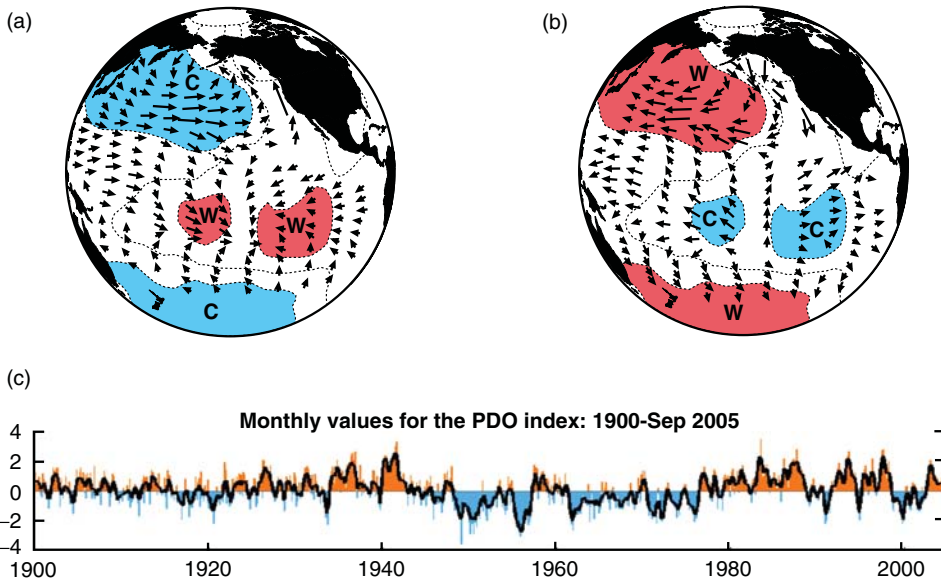 (a)
(b)
C
W
W
C
W
C
C
W
(c)
Monthly values for the PDO index: 1900-Sep 2005
4
2
0
–2
–4
1900 1920 1940 1960 1980 2000